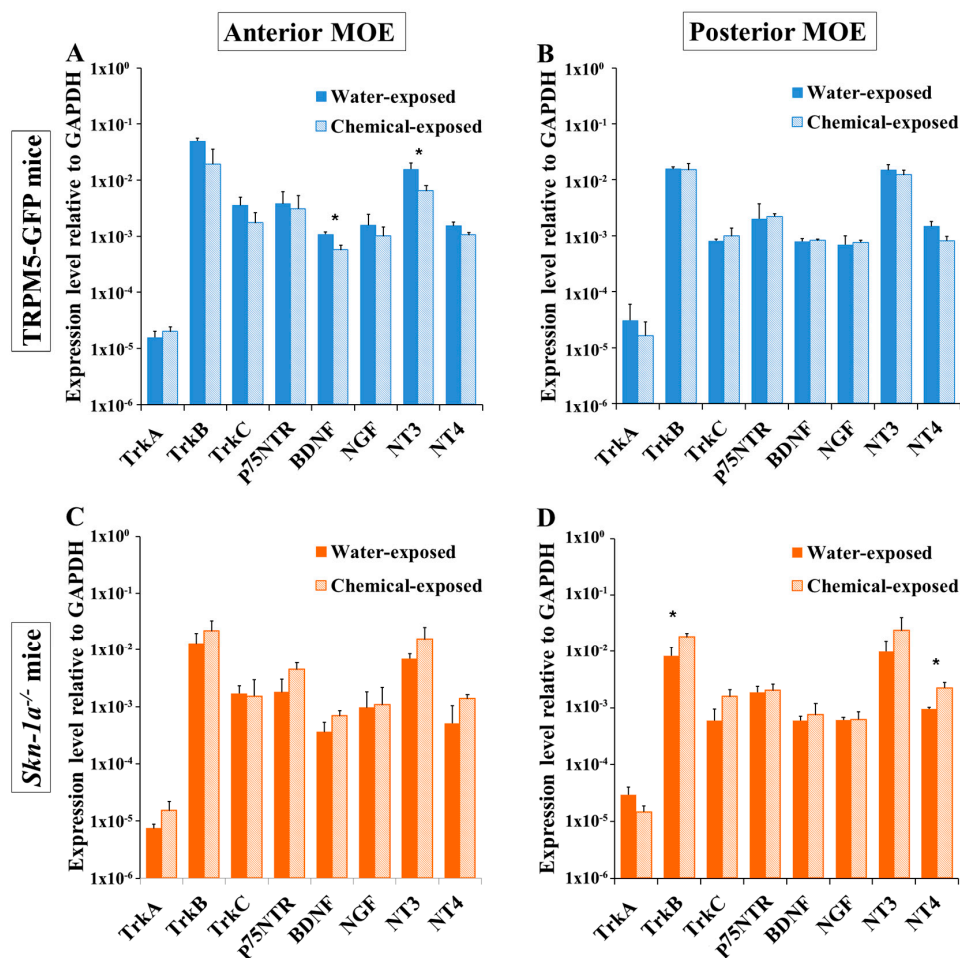 Anterior MOE
Posterior MOE
TRPM5-GFP mice
Skn-1a⁻/⁻ mice
A
Expression level relative to GAPDH
1x10⁰
1x10⁻¹
1x10⁻²
1x10⁻³
1x10⁻⁴
1x10⁻⁵
1x10⁻⁶
Water-exposed
Chemical-exposed
*
*
TrkA
TrkB
TrkC
P75NTR
BDNF
NGF
NT3
NT4
B
Expression level relative to GAPDH
1x10⁰
1x10⁻¹
1x10⁻²
1x10⁻³
1x10⁻⁴
1x10⁻⁵
1x10⁻⁶
Water-exposed
Chemical-exposed
TrkA
TrkB
TrkC
P75NTR
BDNF
NGF
NT3
NT4
C
Expression level relative to GAPDH
1x10⁰
1x10⁻¹
1x10⁻²
1x10⁻³
1x10⁻⁴
1x10⁻⁵
1x10⁻⁶
Water-exposed
Chemical-exposed
TrkA
TrkB
TrkC
P75NTR
BDNF
NGF
NT3
NT4
D
Expression level relative to GAPDH
1x10⁰
1x10⁻¹
1x10⁻²
1x10⁻³
1x10⁻⁴
1x10⁻⁵
1x10⁻⁶
Water-exposed
Chemical-exposed
*
*
TrkA
TrkB
TrkC
P75NTR
BDNF
NGF
NT3
NT4